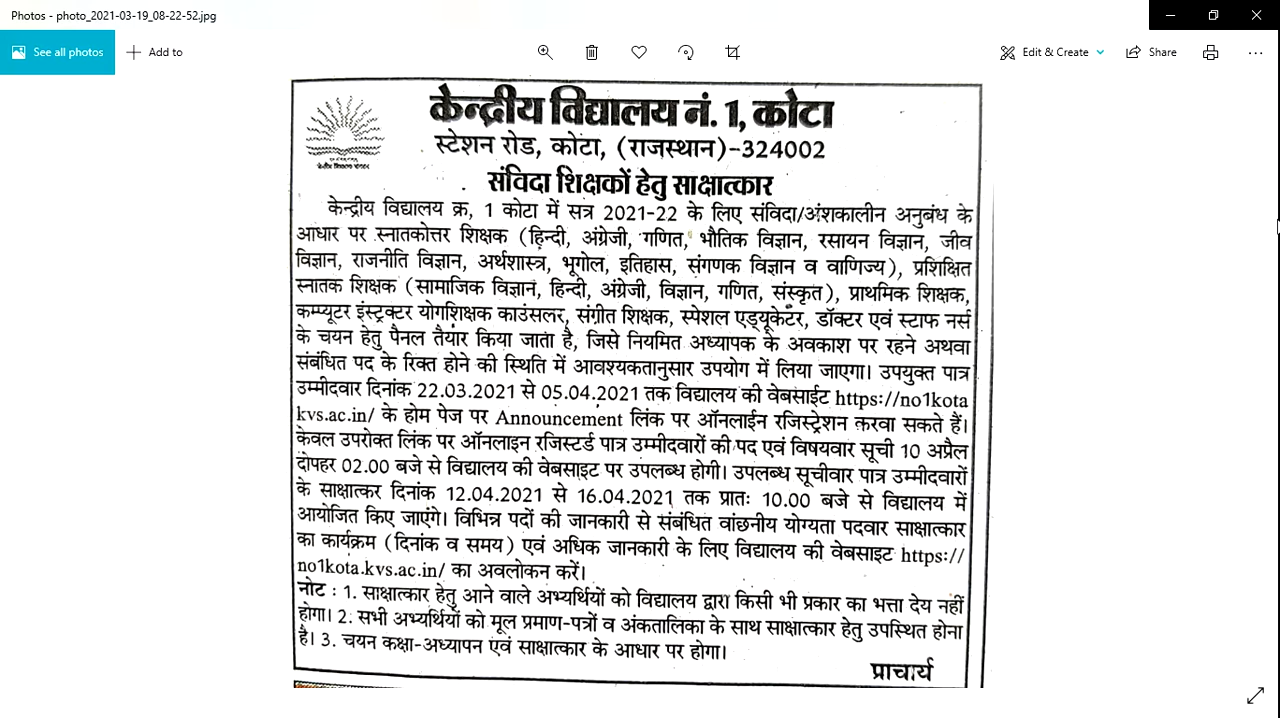 Photos - photo_2021-03-19_08-22-52.jpg
See all photos
Add to
Edit & Create
Share
केन्द्रीय विद्यालय नं. 1, कोटा
स्टेशन रोड, कोटा, (राजस्थान)-324002
संविदा शिक्षकों हेतु साक्षात्कार
केन्द्रीय विद्यालय क्र, 1 कोटा में सत्र 2021-22 के लिए संविदा/अंशकालीन अनुबंध के
आधार पर स्नातकोत्तर शिक्षक (हिन्दी, अंग्रेजी, गणित, भौतिक विज्ञान, रसायन विज्ञान, जीव
विज्ञान, राजनीति विज्ञान, अर्थशास्त्र, भूगोल, इतिहास, संगणक विज्ञान व वाणिज्य), प्रशिक्षित
स्नातक शिक्षक (सामाजिक विज्ञान, हिन्दी, अंग्रेजी, विज्ञान, गणित, संस्कृत), प्राथमिक शिक्षक,
कम्प्यूटर इंस्ट्रक्टर योगशिक्षक काउंसलर, संगीत शिक्षक, स्पेशल एड्यूकेटर, डॉक्टर एवं स्टाफ नर्स
के चयन हेतु पैनल तैयार किया जाता है, जिसे नियमित अध्यापक के अवकाश पर रहने अथवा
संबंधित पद के रिक्त होने की स्थिति में आवश्यकतानुसार उपयोग में लिया जाएगा। उपयुक्त पात्र
उम्मीदवार दिनांक 22.03.2021 से 05.04.2021 तक विद्यालय की वेबसाईट https://no1kota
kvs.ac.in/ के होम पेज पर Announcement लिंक पर ऑनलाईन रजिस्ट्रेशन करवा सकते हैं।
केवल उपरोक्त लिंक पर ऑनलाइन रजिस्टर्ड पात्र उम्मीदवारों की पद एवं विषयवार सूची 10 अप्रैल
दोपहर 02.00 बजे से विद्यालय की वेबसाइट पर उपलब्ध होगी। उपलब्ध सूचीवार पात्र उम्मीदवारों
के साक्षात्कर दिनांक 12.04.2021 से 16.04.2021 तक प्रातः 10.00 बजे से विद्यालय में
आयोजित किए जाएंगे। विभिन्न पदों की जानकारी से संबंधित वांछनीय योग्यता पदवार साक्षात्कार
का कार्यक्रम (दिनांक व समय) एवं अधिक जानकारी के लिए विद्यालय की वेबसाइट https://
no1kota.kvs.ac.in/ का अवलोकन करें।
नोट : 1. साक्षात्कार हेतु आने वाले अभ्यर्थियों को विद्यालय द्वारा किसी भी प्रकार का भत्ता देय नहीं
होगा। 2. सभी अभ्यर्थियों को मूल प्रमाण-पत्रों व अंकतालिका के साथ साक्षात्कार हेतु उपस्थित होना
है। 3. चयन कक्षा-अध्यापन एवं साक्षात्कार के आधार पर होगा।
प्राचार्य